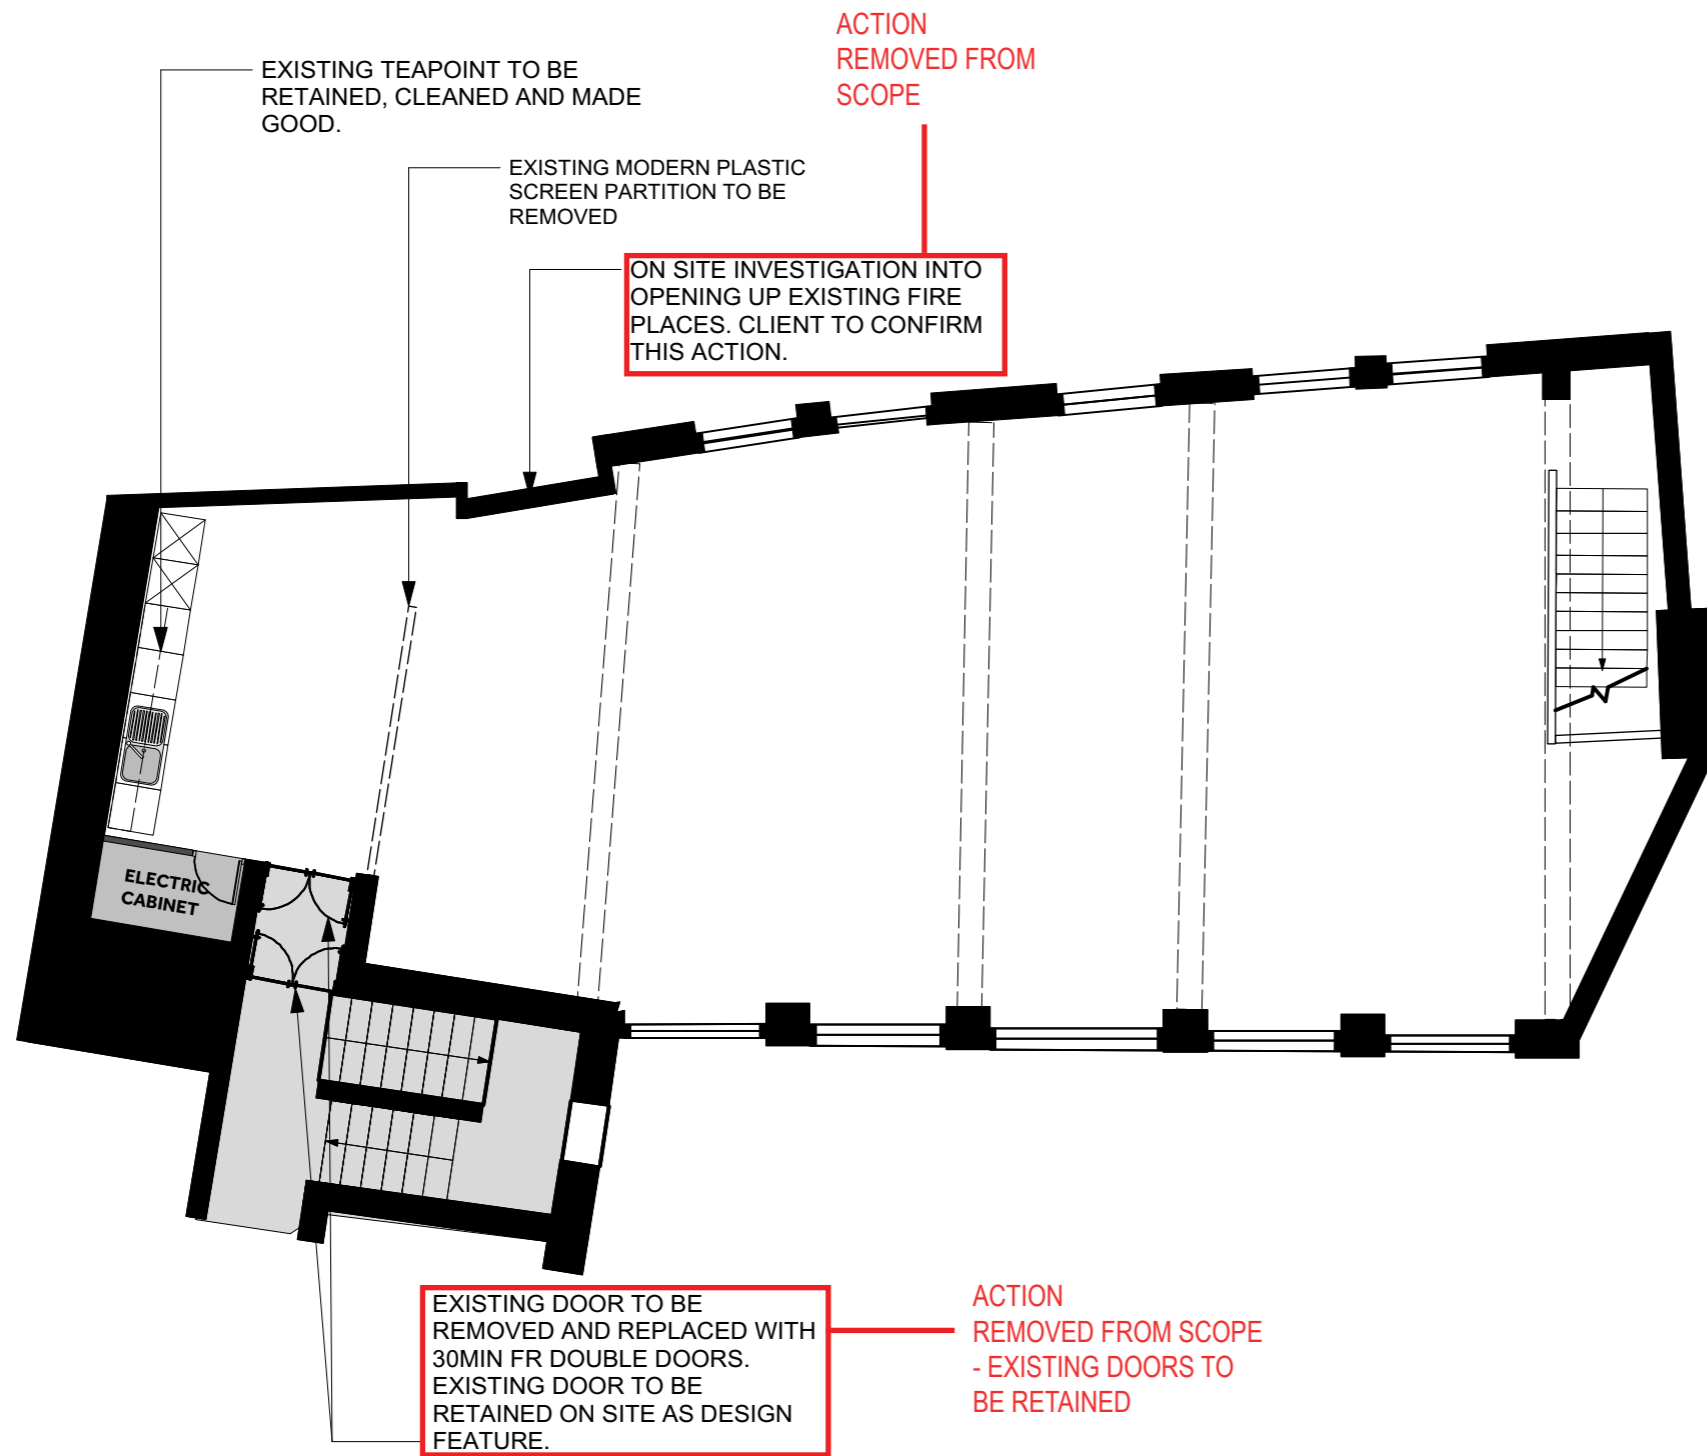 ACTION
REMOVED FROM
SCOPE
EXISTING TEAPOINT TO BE
RETAINED, CLEANED AND MADE
GOOD.
EXISTING MODERN PLASTIC
SCREEN PARTITION TO BE
REMOVED
ON SITE INVESTIGATION INTO
OPENING UP EXISTING FIRE
PLACES. CLIENT TO CONFIRM
THIS ACTION.
ELECTRIC
CABINET
EXISTING DOOR TO BE
REMOVED AND REPLACED WITH
30MIN FR DOUBLE DOORS.
EXISTING DOOR TO BE
RETAINED ON SITE AS DESIGN
FEATURE.
ACTION
REMOVED FROM SCOPE
- EXISTING DOORS TO
BE RETAINED